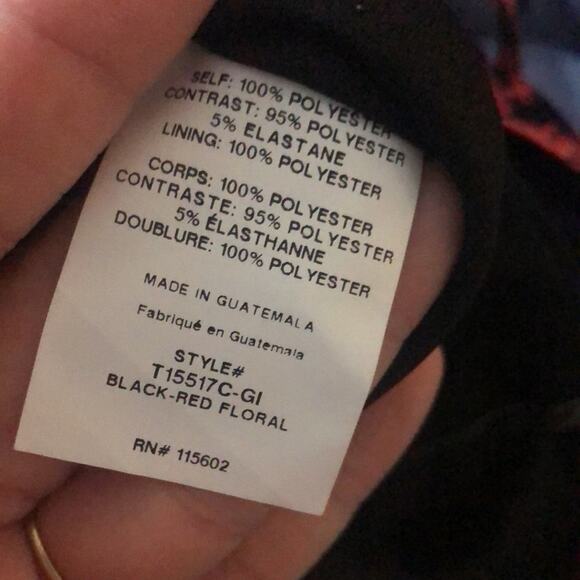 SELF: 100% POLYESTER
CONTRAST: 95% POLYESTER
5% ELASTANE
LINING: 100% POLYESTER
CORPS: 100% POLYESTER
CONTRASTE: 95% POLYESTER
5% ÉLASTHANNE
DOUBLURE: 100% POLYESTER
MADE IN GUATEMALA
Fabriqué en Guatemala
STYLE#
T15517C-GI
BLACK-RED FLORAL
RN# 115602